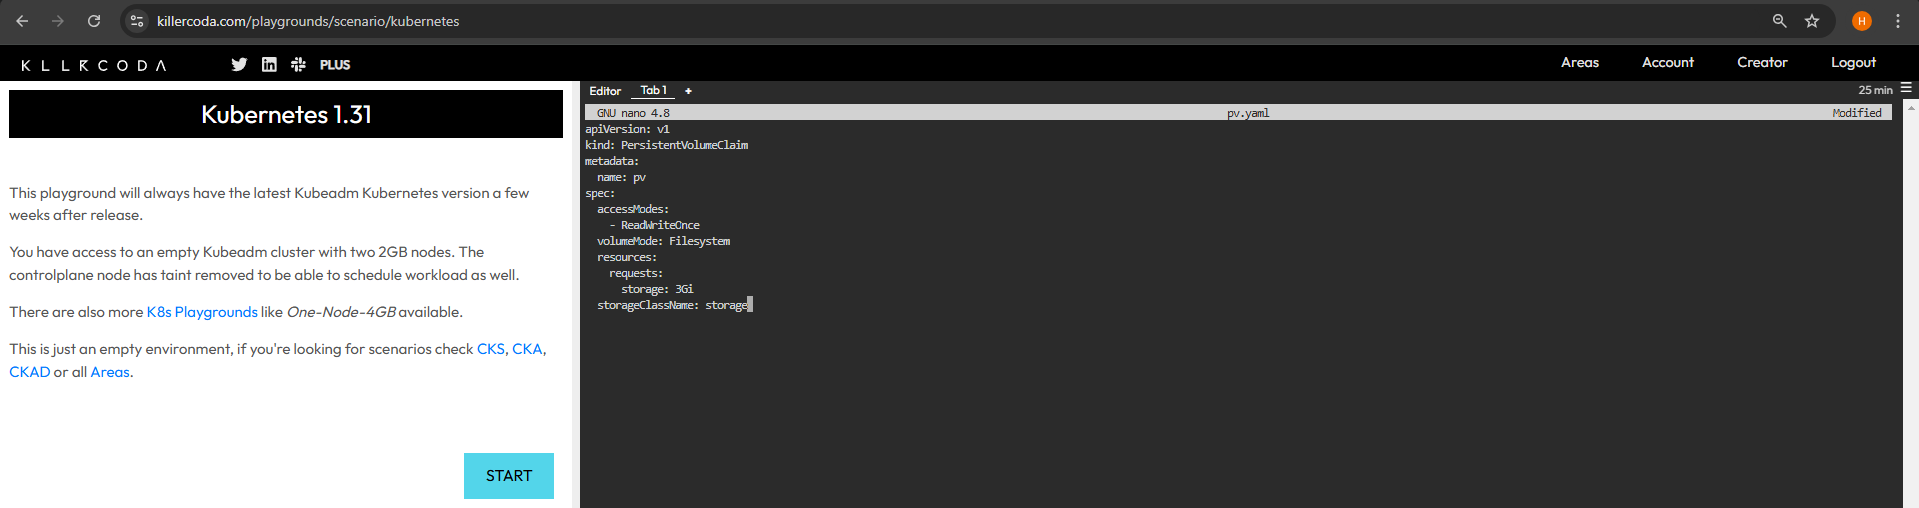 killercoda.com/playgrounds/scenario/kubernetes
H
KLLRCODA
PLUS
Areas
Account
Creator
Logout
Kubernetes 1.31
This playground will always have the latest Kubeadm Kubernetes version a few
weeks after release.
You have access to an empty Kubeadm cluster with two 2GB nodes. The
controlplane node has taint removed to be able to schedule workload as well.
There are also more K8s Playgrounds like One-Node-4GB available.
This is just an empty environment, if you're looking for scenarios check CKS, CKA,
CKAD or all Areas.
START
Editor
Tab 1
+
25 min
GNU nano 4.8
pv.yaml
Modified
apiVersion: v1
kind: PersistentVolumeClaim
metadata:
  name: pv
spec:
  accessModes:
    - ReadWriteOnce
  volumeMode: Filesystem
  resources:
    requests:
      storage: 3Gi
  storageClassName: storage